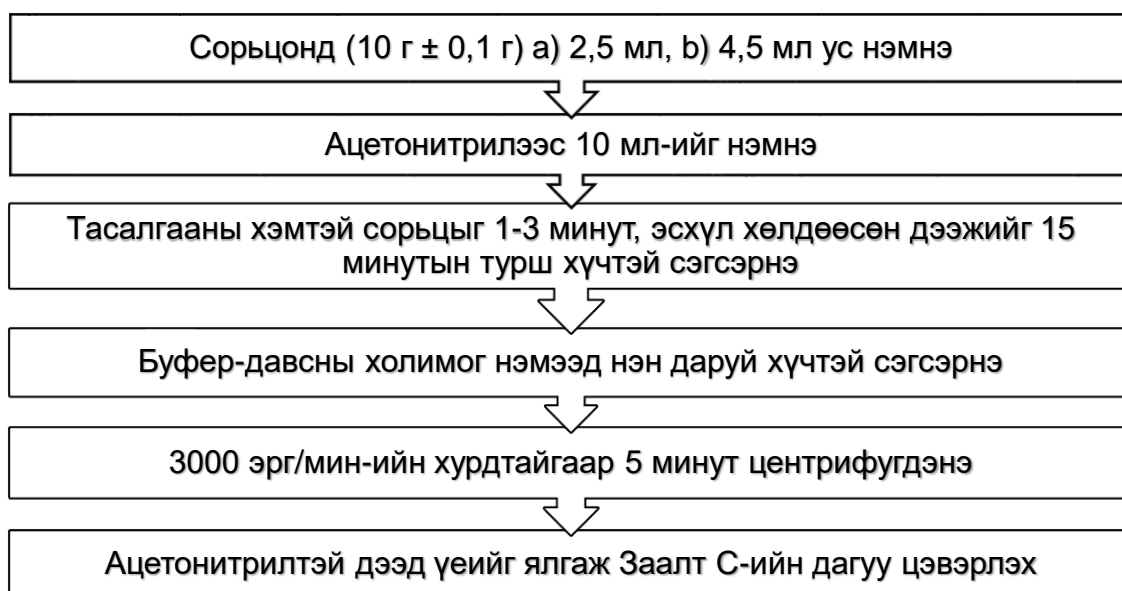 Сорьцонд (10 г ± 0,1 г) a) 2,5 мл, b) 4,5 мл ус нэмнэ
Ацетонитрилээс 10 мл-ийг нэмнэ
Тасалгааны хэмтэй сорьцыг 1-3 минут, эсхүл хөлдөөсөн дээжийг 15
минутын турш хүчтэй сэгсэрнэ
Буфер-давсны холимог нэмээд нэн даруй хүчтэй сэгсэрнэ
3000 эрг/мин-ийн хурдтайгаар 5 минут центрифугдэнэ
Ацетонитрилтэй дээд үеийг ялгаж Заалт С-ийн дагуу цэвэрлэх